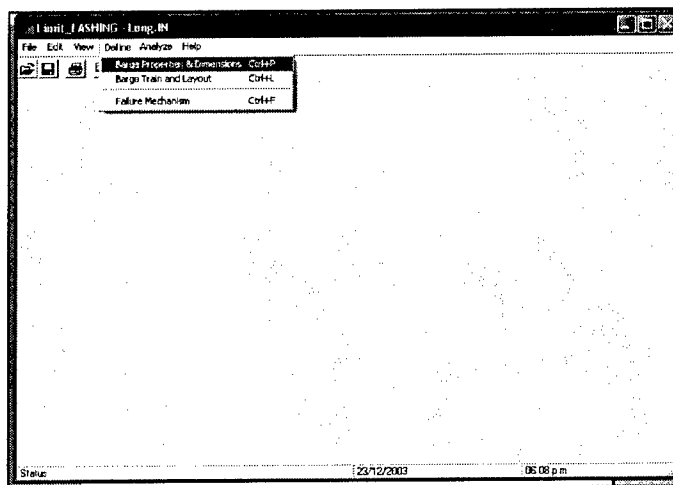 Limit_LASHING - Long.IN
File Edit View Define Analyze Help
Barge Properties & Dimensions Ctrl+P
Barge Train and Layout Ctrl+L
Failure Mechanism Ctrl+F
Status 23/12/2003 06:08 p.m